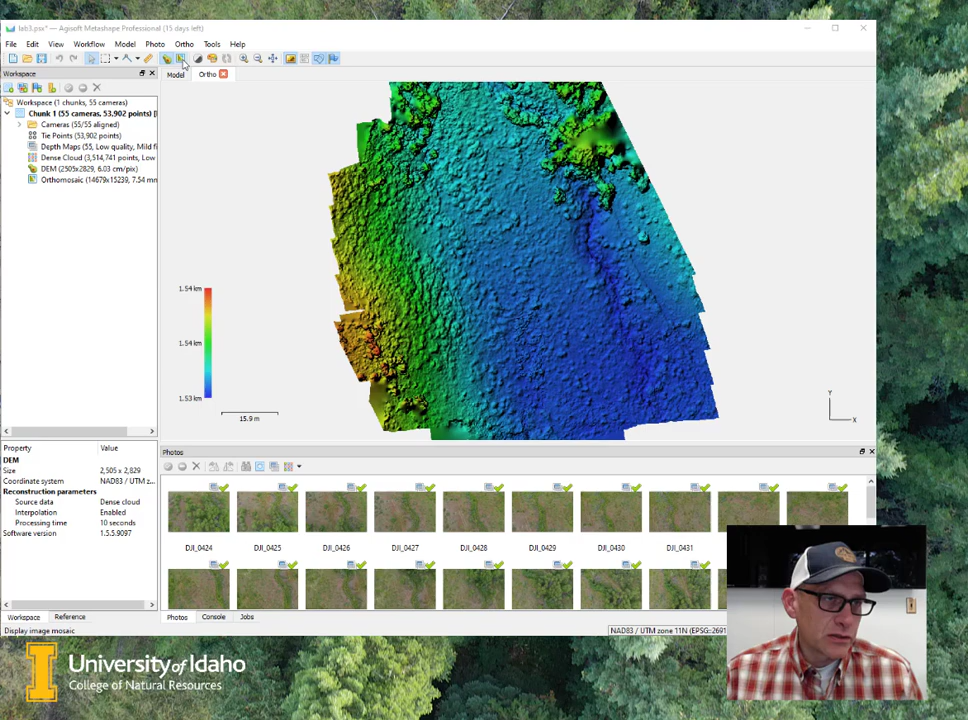 lab3.psx* — Agisoft Metashape Professional (15 days left)
File Edit View Workflow Model Photo Ortho Tools Help
Workspace
Model Ortho
Workspace (1 chunks, 55 cameras)
Chunk 1 (55 cameras, 53,902 points) [
Cameras (55/55 aligned)
Tie Points (53,902 points)
Depth Maps (55, Low quality, Mild f
Dense Cloud (3,514,741 points, Low
DEM (2505x2829, 6.03 cm/pix)
Orthomosaic (14679x15239, 7.54 mm
1.54 km
1.54 km
1.53 km
15.9 m
Y
X
Property Value
DEM
Size 2,505 x 2,829
Coordinate system NAD83 / UTM z...
Reconstruction parameters
Source data Dense cloud
Interpolation Enabled
Processing time 10 seconds
Software version 1.5.5.9097
Photos
DJI_0424 DJI_0425 DJI_0426 DJI_0427 DJI_0428 DJI_0429 DJI_0430 DJI_0431
Workspace Reference
Photos Console Jobs
Display image mosaic
NAD83 / UTM zone 11N (EPSG::2691
I
University of Idaho
College of Natural Resources